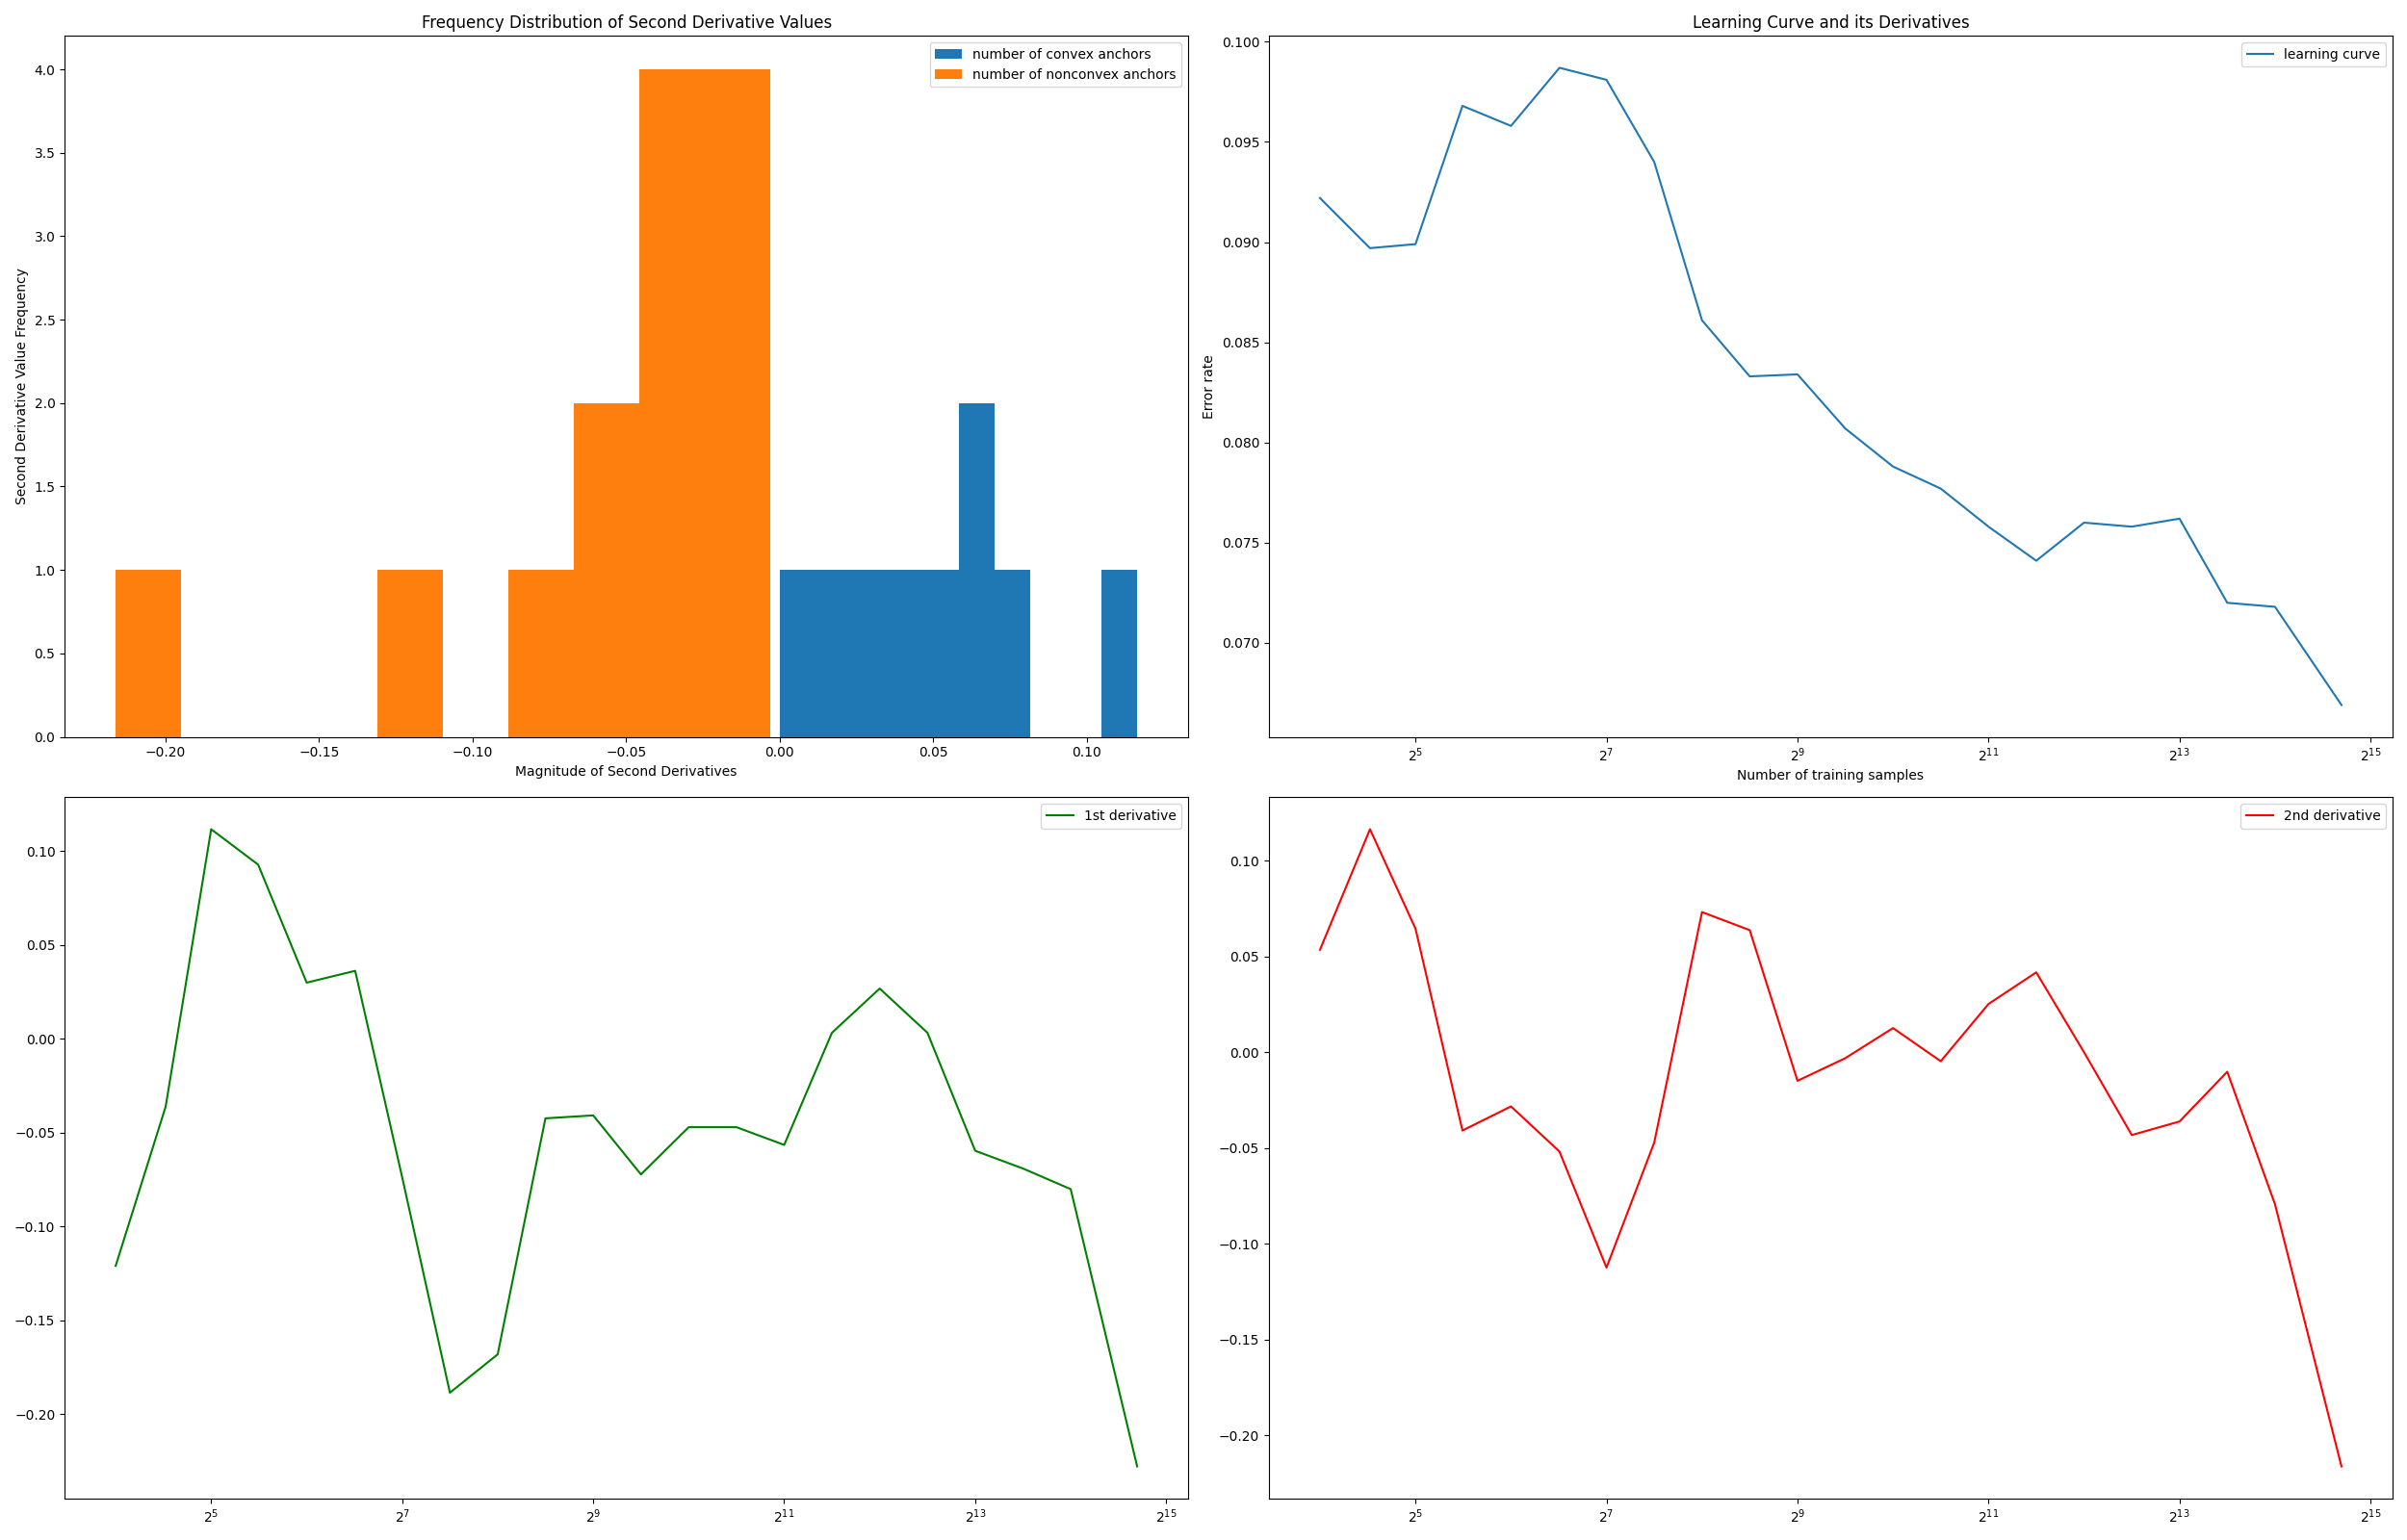 Frequency Distribution of Second Derivative Values
number of convex anchors
number of nonconvex anchors
4.0
3.5
3.0
2.5
2.0
1.5
1.0
0.5
0.0
Second Derivative Value Frequency
−0.20 −0.15 −0.10 −0.05 0.00 0.05 0.10
Magnitude of Second Derivatives
Learning Curve and its Derivatives
learning curve
0.100
0.095
0.090
0.085
0.080
0.075
0.070
Error rate
2^5 2^7 2^9 2^11 2^13 2^15
Number of training samples
1st derivative
0.10
0.05
0.00
−0.05
−0.10
−0.15
−0.20
2^5 2^7 2^9 2^11 2^13 2^15
2nd derivative
0.10
0.05
0.00
−0.05
−0.10
−0.15
−0.20
2^5 2^7 2^9 2^11 2^13 2^15